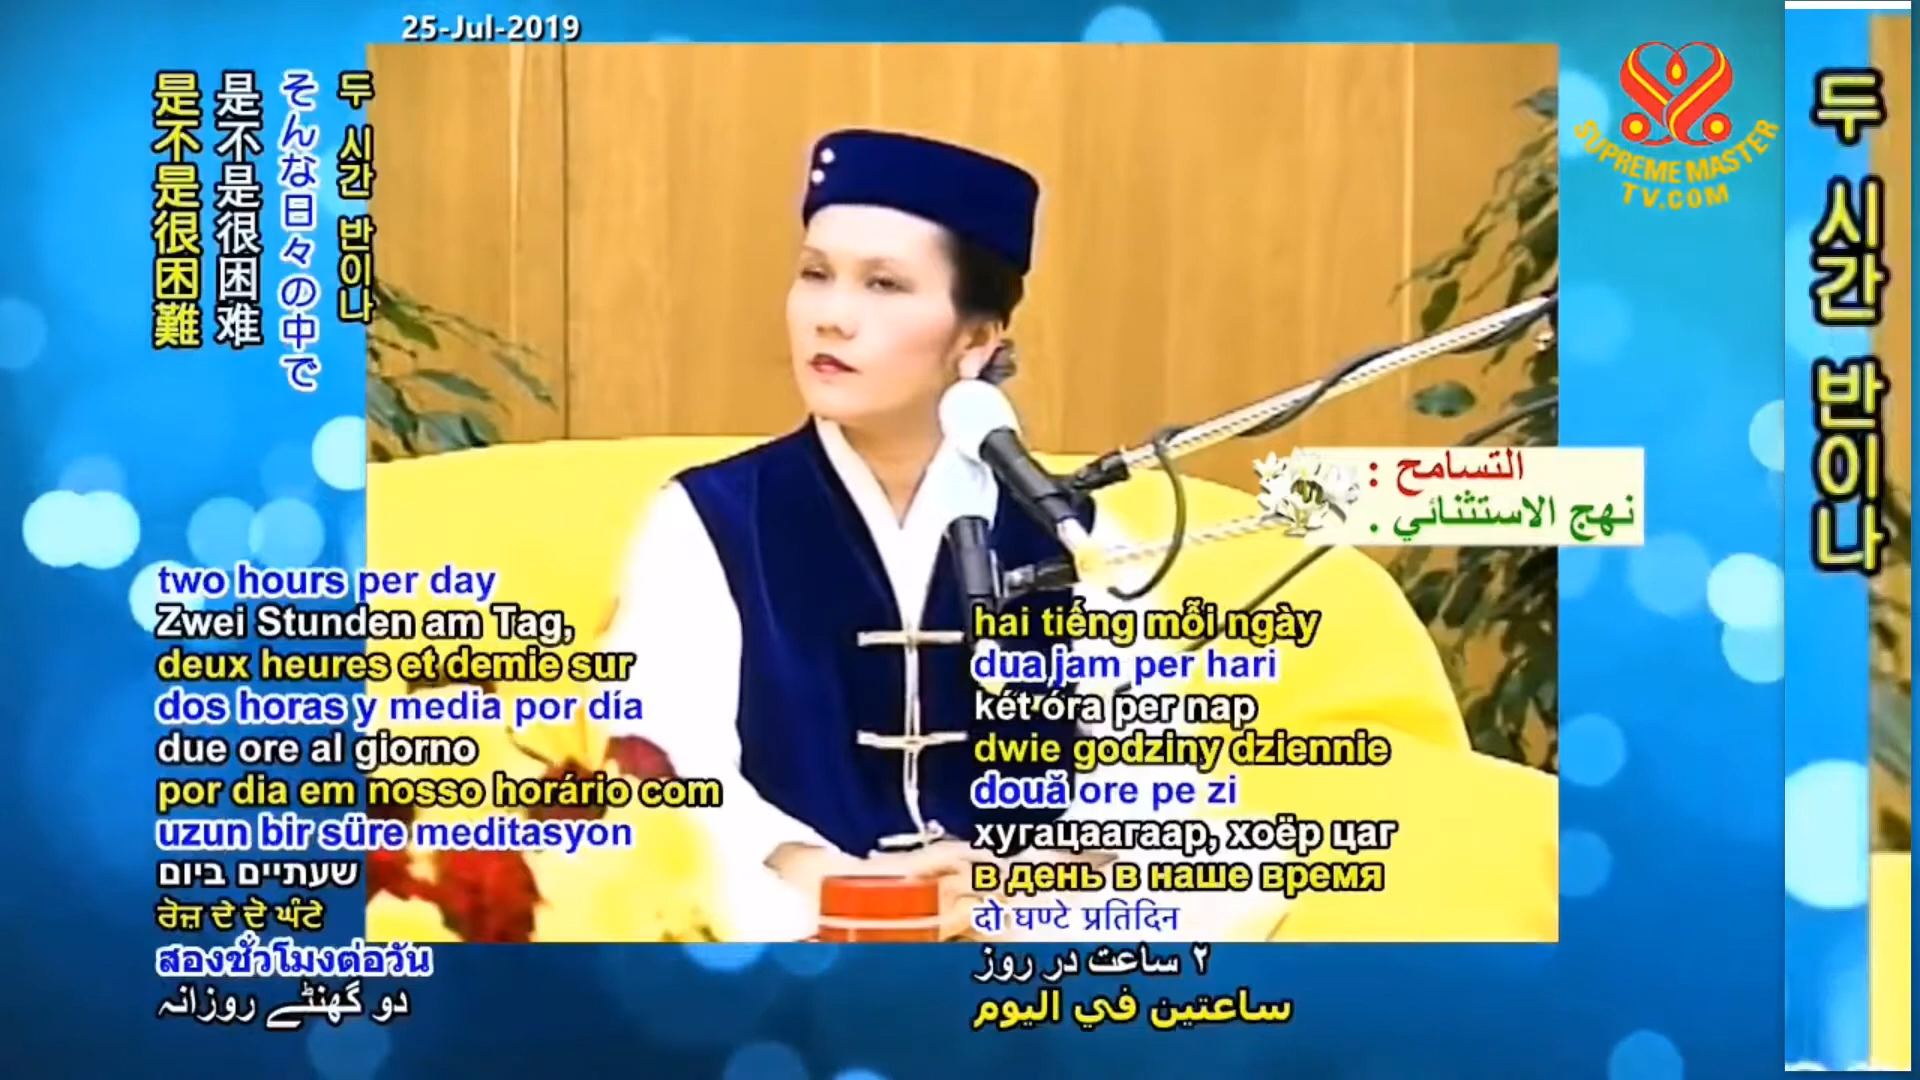 25-Jul-2019
SUPREME MASTER
TV.COM
是不是很困難
是不是很困难
そんな日々の中で
두 시간 반이나
두 시간 반이나
التسامح :
نهج الاستثنائي .
two hours per day
Zwei Stunden am Tag,
deux heures et demie sur
dos horas y media por día
due ore al giorno
por dia em nosso horário com
uzun bir süre meditasyon
שעתיים ביום
ਰੋਜ਼ ਦੇ ਦੋ ਘੰਟੇ
สองชั่วโมงต่อวัน
دو گھنٹے روزانہ
hai tiếng mỗi ngày
dua jam per hari
két óra per nap
dwie godziny dziennie
două ore pe zi
хугацаагаар, хоёр цаг
в день в наше время
दो घण्टे प्रतिदिन
۲ ساعت در روز
ساعتين في اليوم